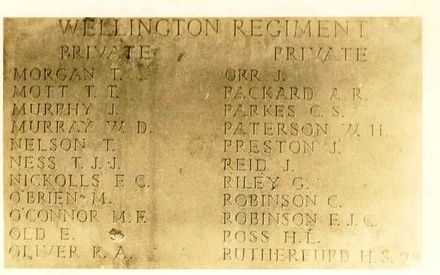 WELLINGTON REGIMENT
PRIVATE PRIVATE
MORGAN T.
MOTT T. T.
MURPHY J.
MURRAY W. D.
NELSON T.
NESS T. J. J.
NICKOLLS F. C.
O'BRIEN M.
O'CONNOR M. F.
OLD E.
OLIVER R. A.
ORR J.
PACKARD A. R.
PARKES C. S.
PATERSON W. H.
PRESTON J.
REID J.
RILEY G.
ROBINSON C.
ROBINSON F. J. C.
ROSS H. L.
RUTHERFURD H. S.